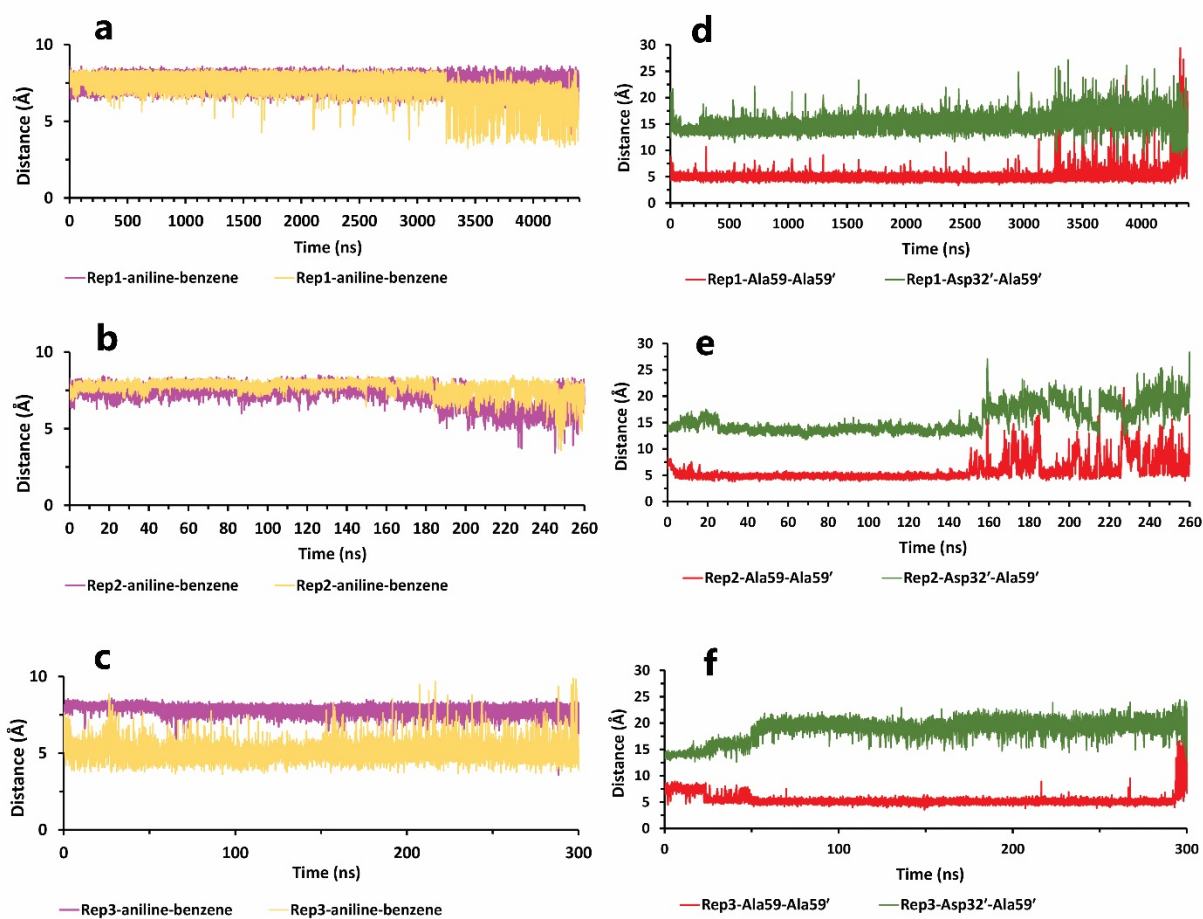 a
10
5
0
Distance (Å)
0 500 1000 1500 2000 2500 3000 3500 4000
Time (ns)
Rep1-aniline-benzene Rep1-aniline-benzene
d
30
25
20
15
10
5
0
Distance (Å)
0 500 1000 1500 2000 2500 3000 3500 4000
Time (ns)
Rep1-Ala59-Ala59′ Rep1-Asp32′-Ala59′
b
10
5
0
Distance (Å)
0 20 40 60 80 100 120 140 160 180 200 220 240 260
Time (ns)
Rep2-aniline-benzene Rep2-aniline-benzene
e
30
25
20
15
10
5
0
Distance (Å)
0 20 40 60 80 100 120 140 160 180 200 220 240 260
Time (ns)
Rep2-Ala59-Ala59′ Rep2-Asp32′-Ala59′
c
10
5
0
Distance (Å)
0 100 200 300
Time (ns)
Rep3-aniline-benzene Rep3-aniline-benzene
f
30
25
20
15
10
5
0
Distance (Å)
0 100 200 300
Time (ns)
Rep3-Ala59-Ala59′ Rep3-Asp32′-Ala59′